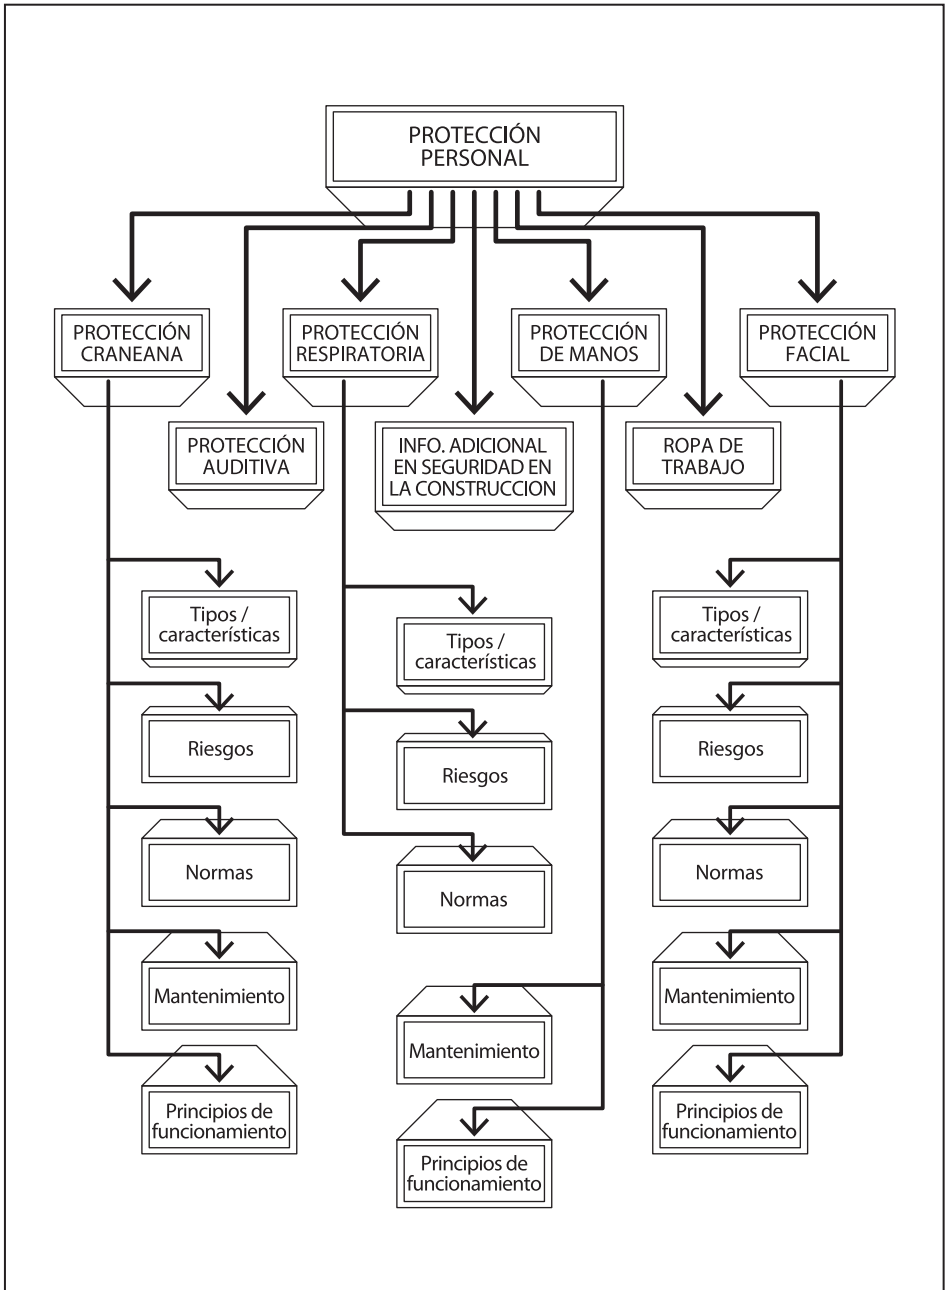 PROTECCIÓN
PERSONAL
PROTECCIÓN
CRANEANA
PROTECCIÓN
RESPIRATORIA
PROTECCIÓN
DE MANOS
PROTECCIÓN
FACIAL
PROTECCIÓN
AUDITIVA
INFO. ADICIONAL
EN SEGURIDAD EN
LA CONSTRUCCION
ROPA DE
TRABAJO
Tipos /
características
Riesgos
Normas
Mantenimiento
Principios de
funcionamiento
Tipos /
características
Riesgos
Normas
Mantenimiento
Principios de
funcionamiento
Tipos /
características
Riesgos
Normas
Mantenimiento
Principios de
funcionamiento